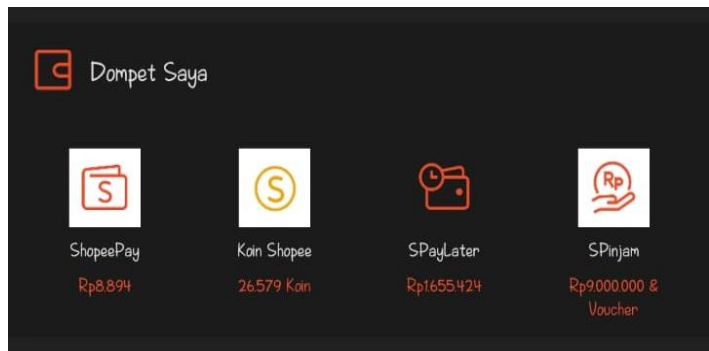 Dompet Saya
S
S
Rp
ShopeePay
Koin Shopee
SPayLater
SPinjam
Rp8.894
26.579 Koin
Rp1.655.424
Rp9.000.000 &
Voucher